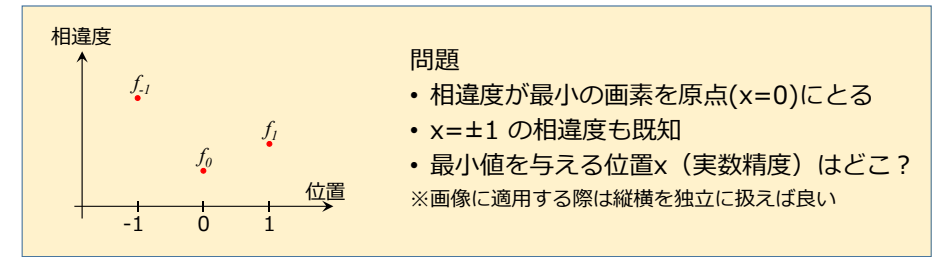 相違度
f-1
f0
f1
位置
-1 0 1
問題
• 相違度が最小の画素を原点(x=0)にとる
• x=±1 の相違度も既知
• 最小値を与える位置x（実数精度）はどこ？
※画像に適用する際は縦横を独立に扱えば良い